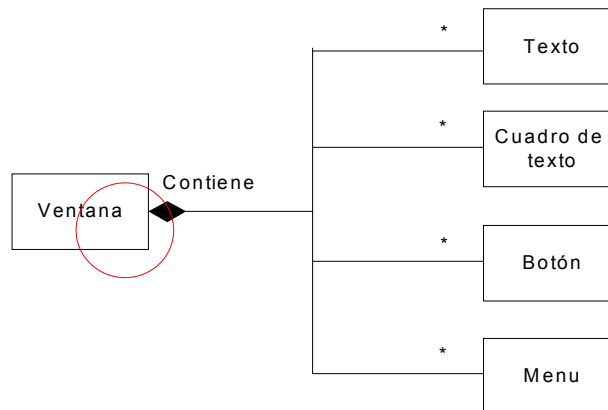 *
Texto
*
Cuadro de
texto
Contiene
Ventana
*
Botón
*
Menu